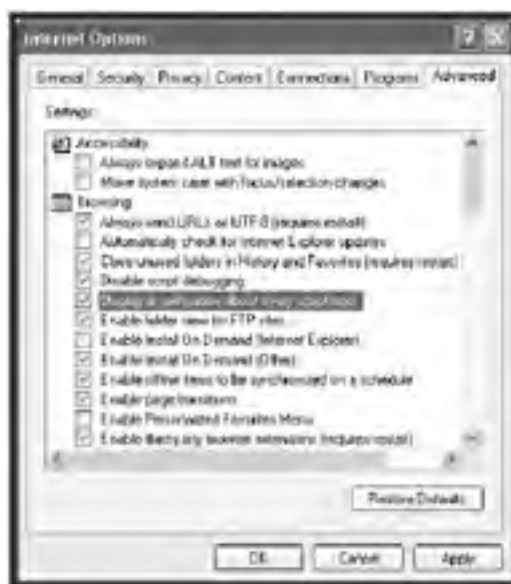 Internet Options
General Security Privacy Content Connections Programs Advanced
Settings:
Accessibility
Always expand ALT text for images
Move system caret with focus/selection changes
Browsing
Always send URLs as UTF-8 (requires restart)
Automatically check for Internet Explorer updates
Close unused folders in History and Favorites (requires restart)
Disable script debugging
Display a notification about every script error
Enable folder view for FTP sites
Enable Install On Demand (Internet Explorer)
Enable Install On Demand (Other)
Enable offline items to be synchronized on a schedule
Enable page transitions
Enable Personalized Favorites Menu
Enable third-party browser extensions (requires restart)
Restore Defaults
OK Cancel Apply